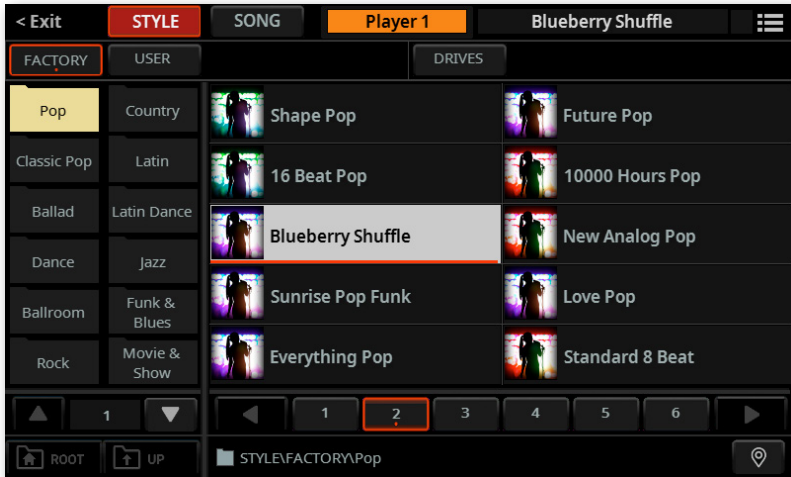 < Exit STYLE SONG Player 1 Blueberry Shuffle
FACTORY USER DRIVES
Pop Country
Classic Pop Latin
Ballad Latin Dance
Dance Jazz
Ballroom Funk & Blues
Rock Movie & Show
Shape Pop Future Pop
16 Beat Pop 10000 Hours Pop
Blueberry Shuffle New Analog Pop
Sunrise Pop Funk Love Pop
Everything Pop Standard 8 Beat
1 1 2 3 4 5 6
ROOT UP STYLE\FACTORY\Pop